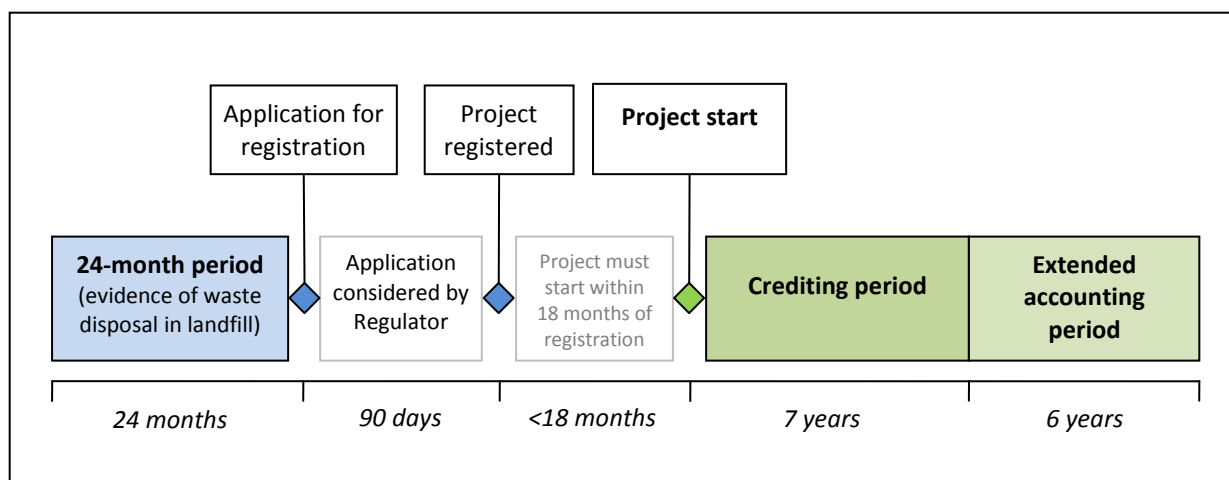 Application for
registration
Project
registered
Project start
24-month period
(evidence of waste
disposal in landfill)
Application
considered by
Regulator
Project must
start within
18 months of
registration
Crediting period
Extended
accounting
period
24 months
90 days
<18 months
7 years
6 years